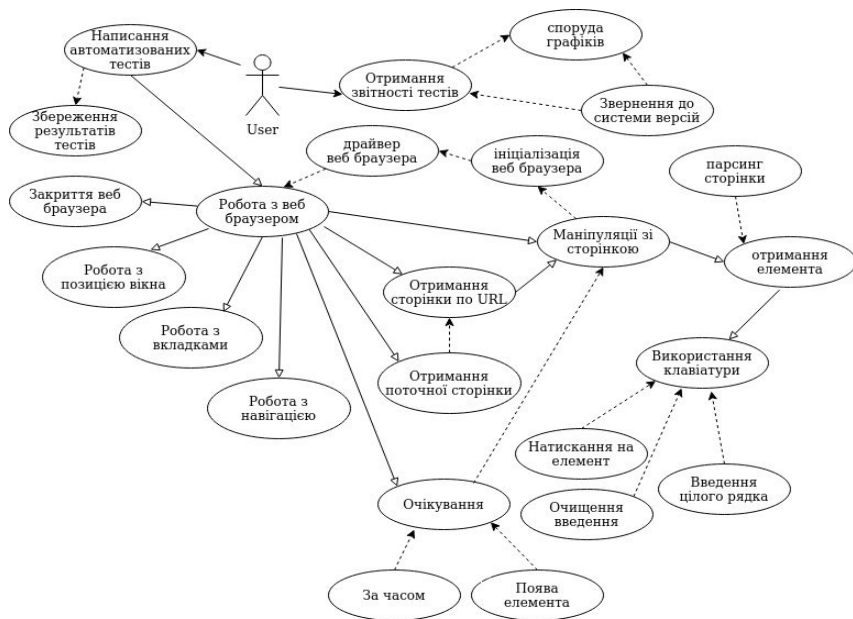 Написання
автоматизованих
тестів
споруда
графіків
Отримання
звітності тестів
Звернення до
системи версій
Збереження
результатів
тестів
User
драйвер
веб браузера
ініціалізація
веб браузера
парсинг
сторінки
Закриття веб
браузера
Робота з веб
браузером
Маніпуляції зі
сторінкою
отримання
елемента
Робота з
позицією вікна
Отримання
сторінки по URL
Робота з
вкладками
Використання
клавіатури
Отримання
поточної сторінки
Робота з
навігацією
Натискання на
елемент
Введення
цілого рядка
Очікування
Очищення
введення
За часом
Поява
елемента